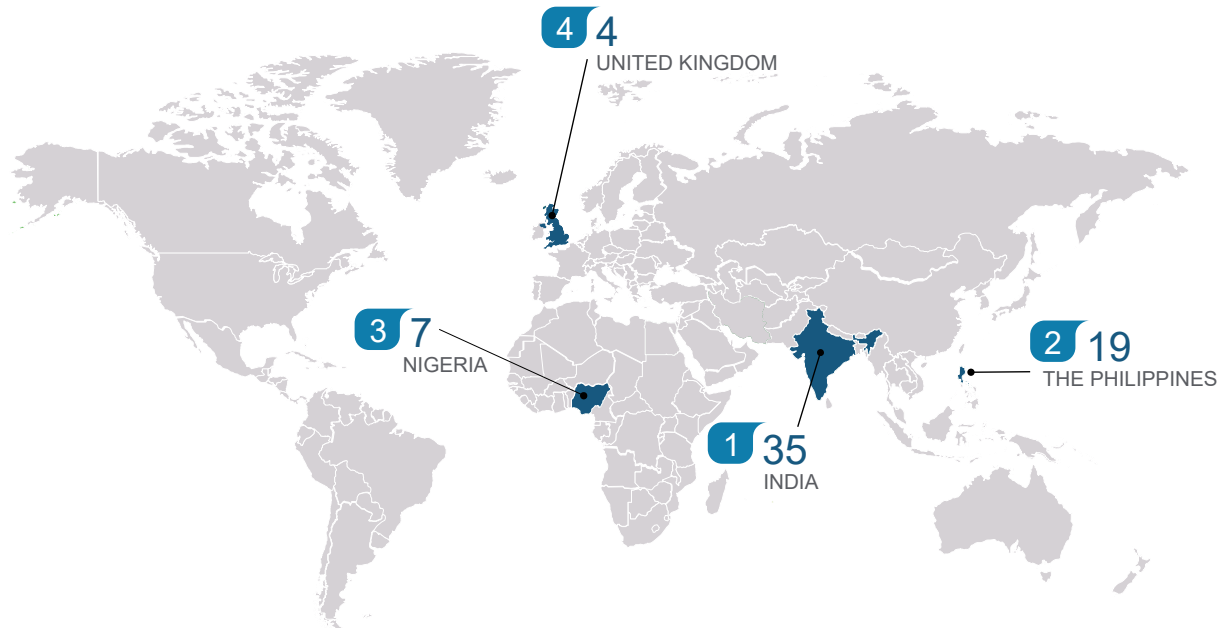 4 4
UNITED KINGDOM
3 7
NIGERIA
2 19
THE PHILIPPINES
1 35
INDIA